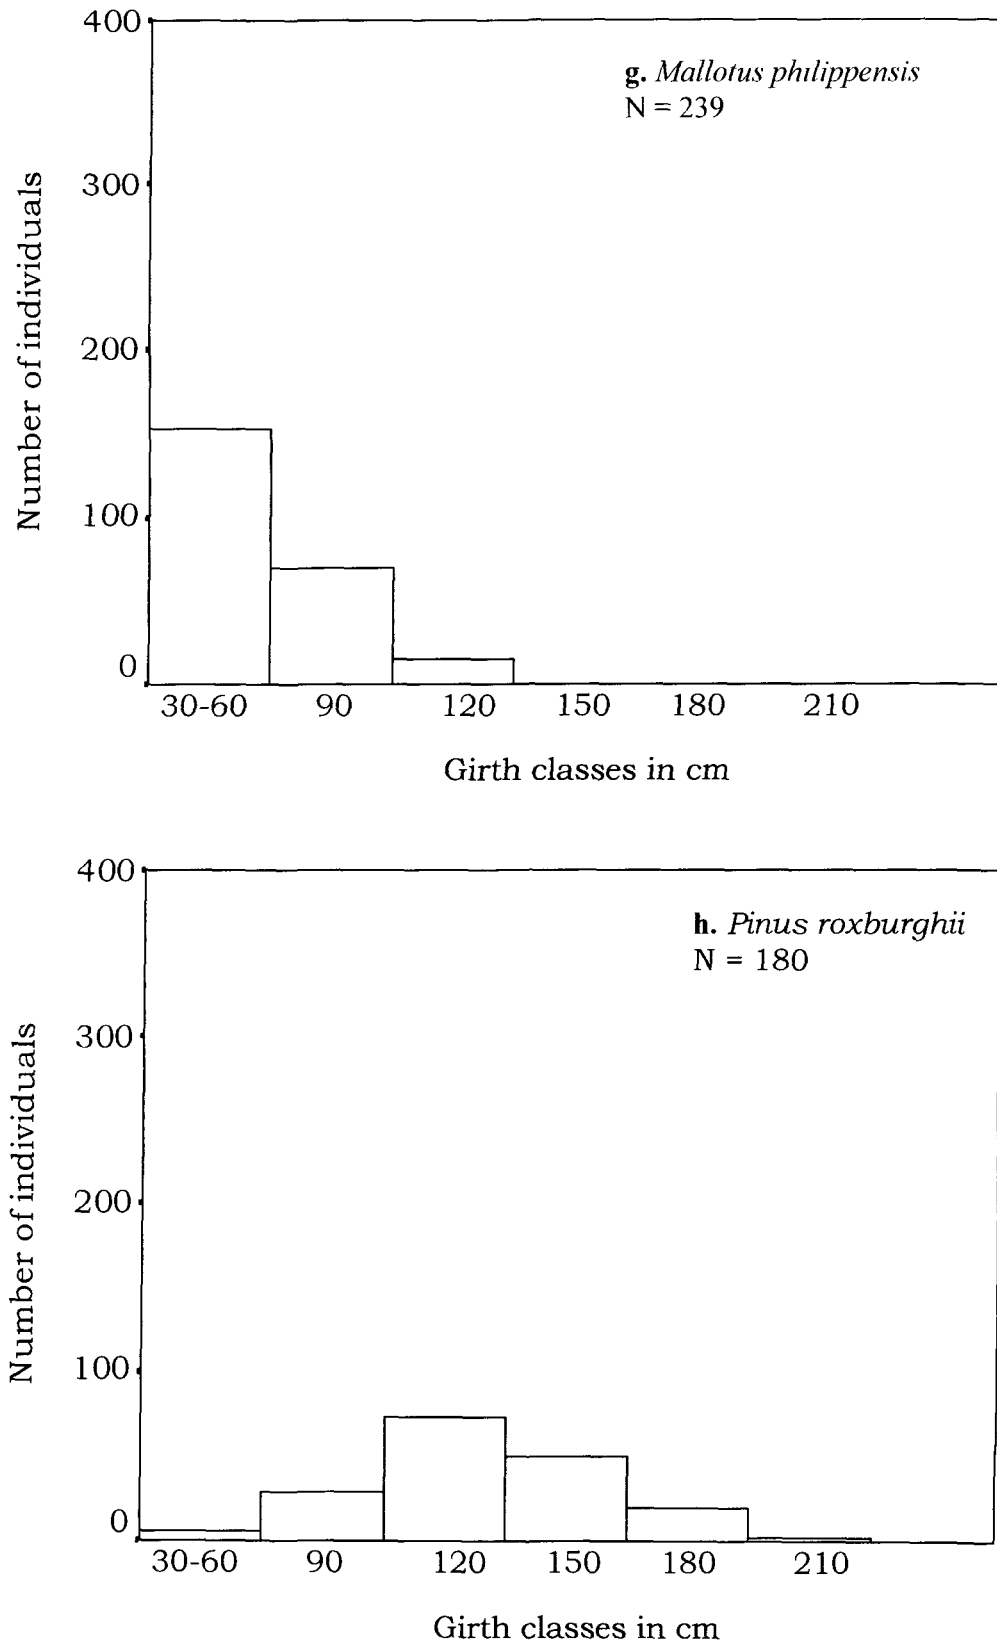 400
g. Mallotus philippensis
N = 239
300
Number of individuals
200
100
0
30-60 90 120 150 180 210
Girth classes in cm
400
h. Pinus roxburghii
N = 180
300
Number of individuals
200
100
0
30-60 90 120 150 180 210
Girth classes in cm